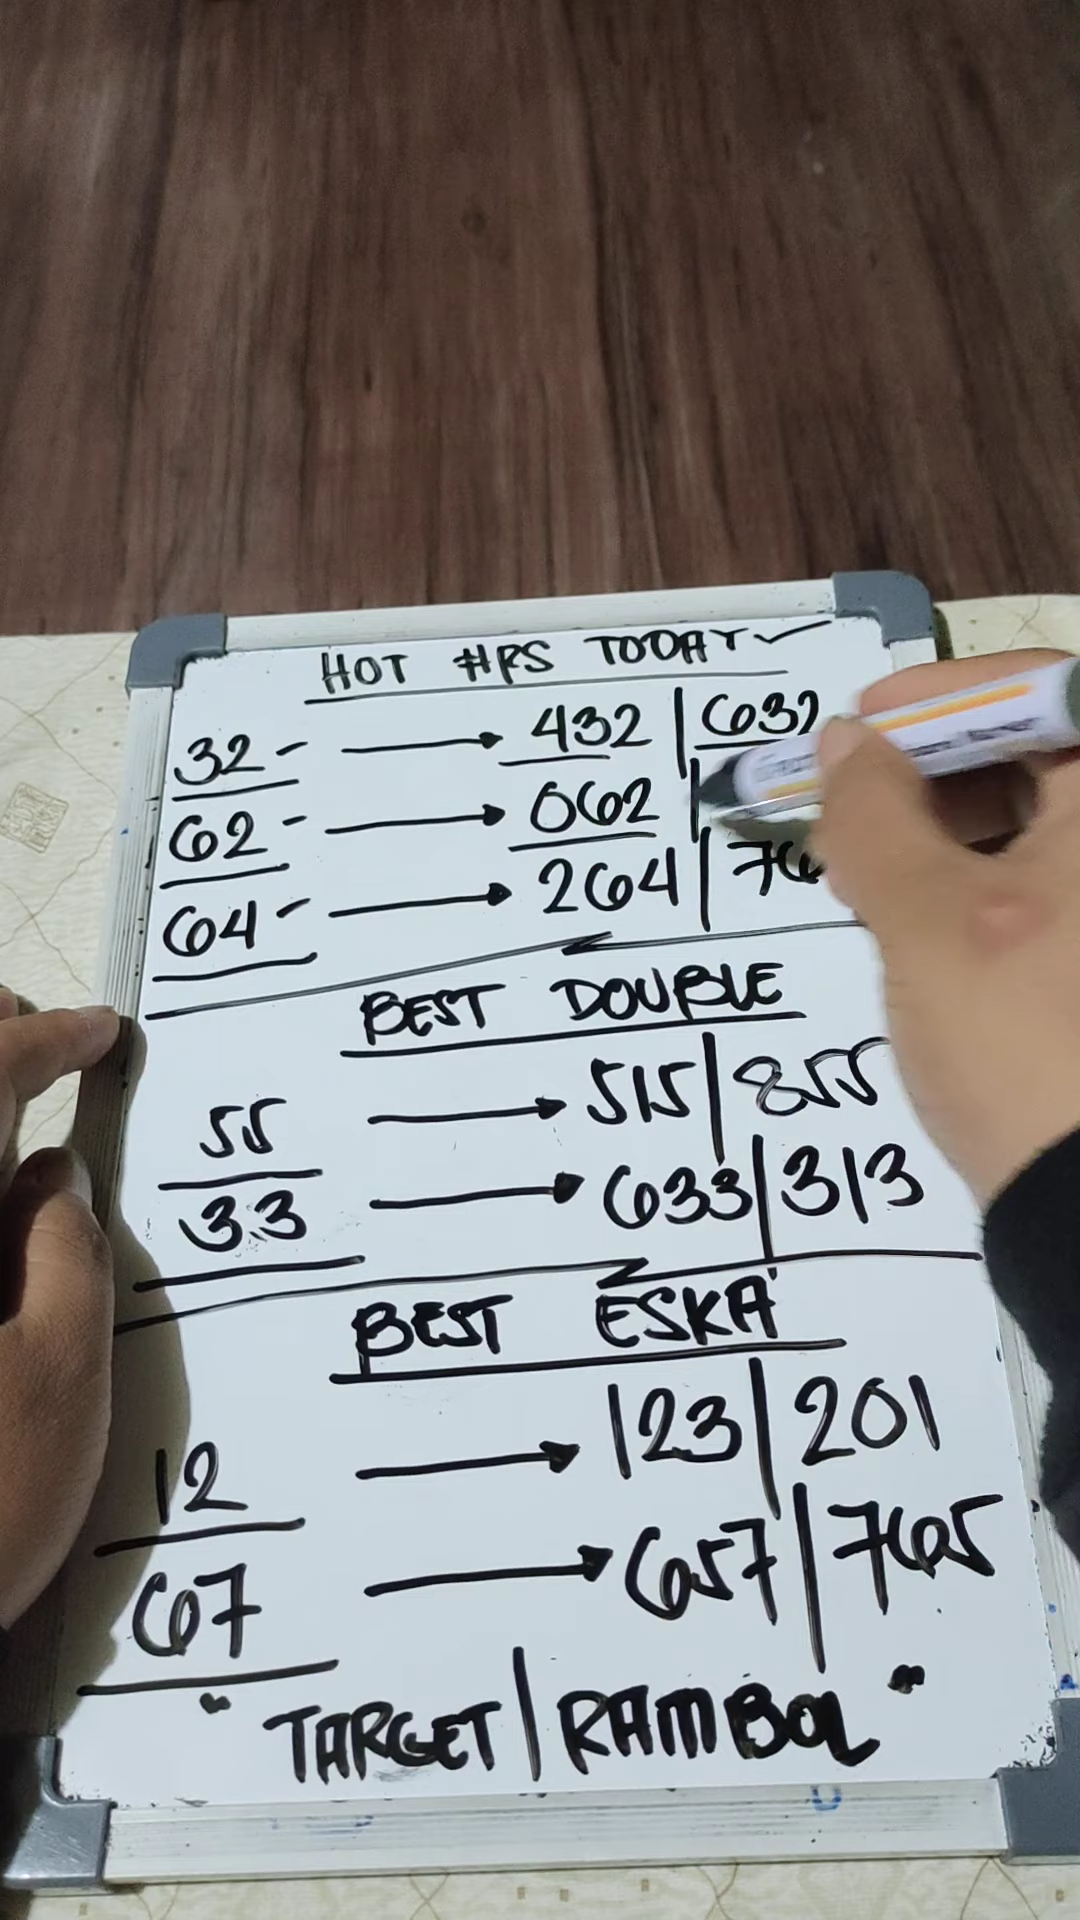 HOT #RS TODAY ✓
32 - → 432 | 632
62 - → 062 |
64 - → 264 |
BEST DOUBLE
55 → 515 | 855
33 → 633 | 313
BEST ESKA
12 → 123 | 201
67 → 657 | 765
"TARGET | RAMBOL"